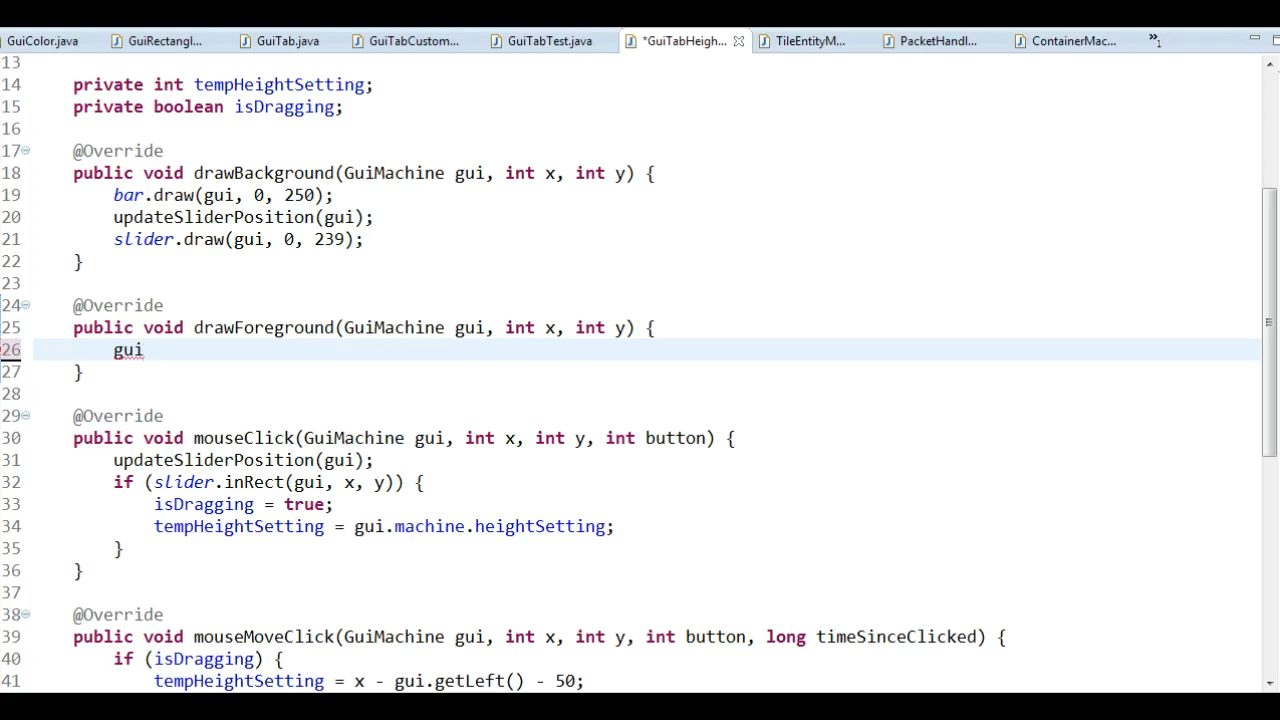 GuiColor.java GuiRectangl... GuiTab.java GuiTabCustom... GuiTabTest.java *GuiTabHeigh... TileEntityM... PacketHandl... ContainerMac... »1
13
14 private int tempHeightSetting;
15 private boolean isDragging;
16
17 @Override
18 public void drawBackground(GuiMachine gui, int x, int y) {
19 bar.draw(gui, 0, 250);
20 updateSliderPosition(gui);
21 slider.draw(gui, 0, 239);
22 }
23
24 @Override
25 public void drawForeground(GuiMachine gui, int x, int y) {
26 gui
27 }
28
29 @Override
30 public void mouseClick(GuiMachine gui, int x, int y, int button) {
31 updateSliderPosition(gui);
32 if (slider.inRect(gui, x, y)) {
33 isDragging = true;
34 tempHeightSetting = gui.machine.heightSetting;
35 }
36 }
37
38 @Override
39 public void mouseMoveClick(GuiMachine gui, int x, int y, int button, long timeSinceClicked) {
40 if (isDragging) {
41 tempHeightSetting = x - gui.getLeft() - 50;